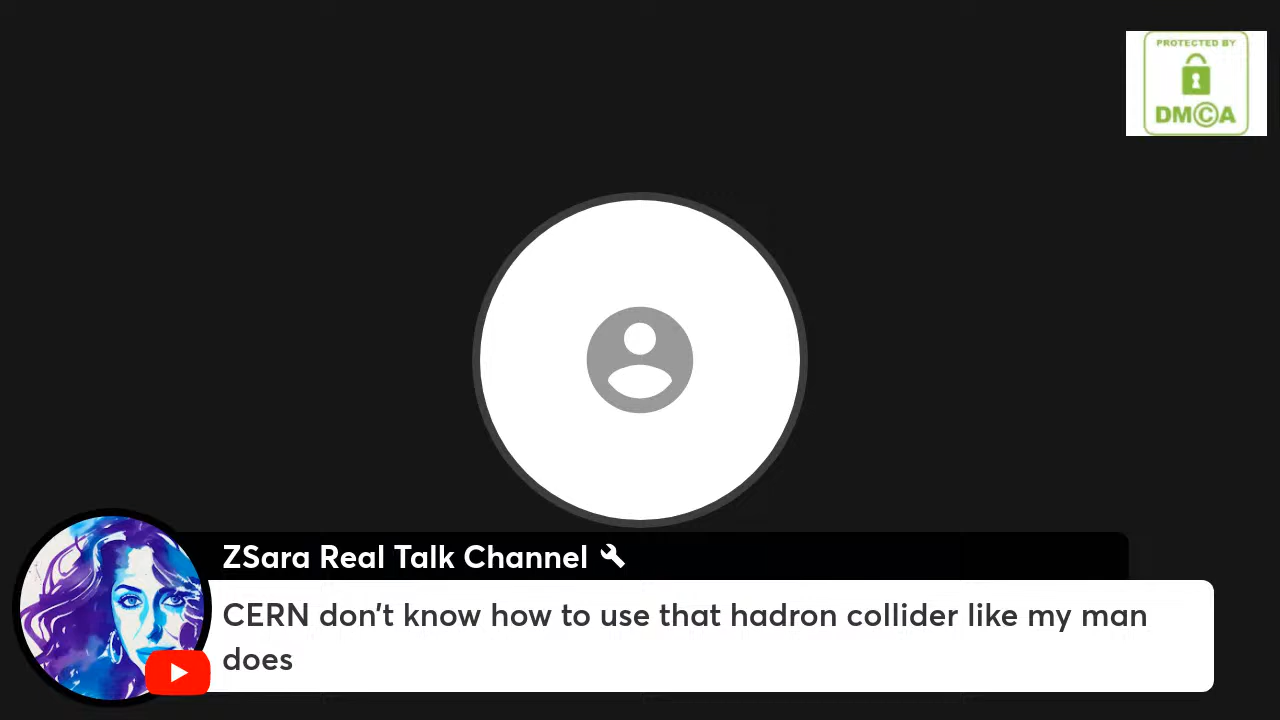 PROTECTED BY
DMCA
ZSara Real Talk Channel
CERN don't know how to use that hadron collider like my man
does